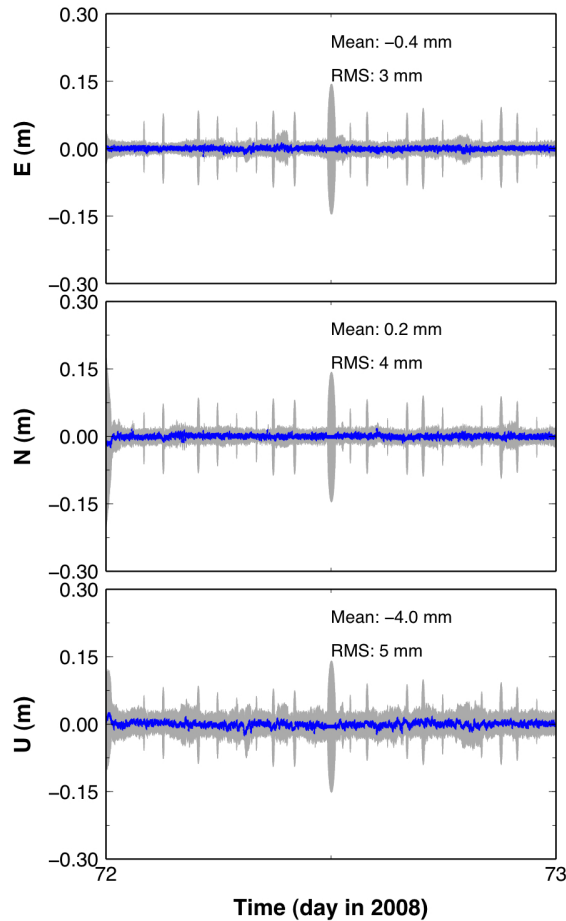 0.30
Mean: −0.4 mm
0.15
RMS: 3 mm
E (m)
0.00
−0.15
−0.30
0.30
Mean: 0.2 mm
0.15
RMS: 4 mm
N (m)
0.00
−0.15
−0.30
0.30
Mean: −4.0 mm
0.15
RMS: 5 mm
U (m)
0.00
−0.15
−0.30
72 73
Time (day in 2008)